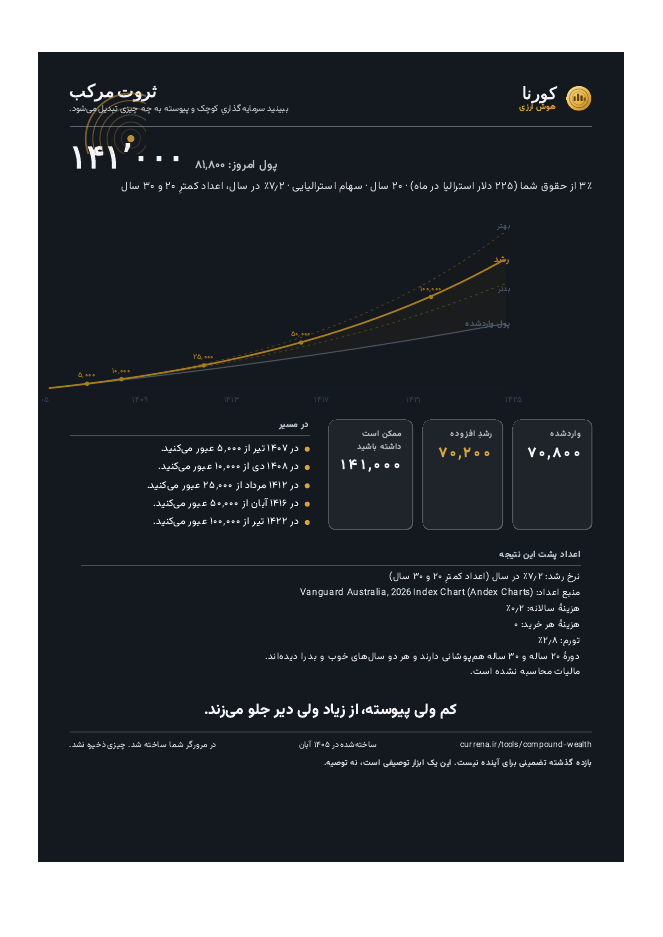 کورنا
هوش ارزی
ثروت مرکب
ببینید سرمایه‌گذاریِ کوچک و پیوسته به چه چیزی تبدیل می‌شود.
۱۴۱٬۰۰۰
پول امروز: ۸۱,۸۰۰
۳٪ از حقوق شما (۲۲۵ دلار استرالیا در ماه) · ۲۰ سال · سهام استرالیایی · ۷٫۲٪ در سال، اعداد کمترِ ۲۰ و ۳۰ سال
بهتر
رشد
بدتر
پول واردشده
۵,۰۰۰
۱۰,۰۰۰
۲۵,۰۰۰
۵۰,۰۰۰
۱۰۰,۰۰۰
۰۵
۱۴۰۹
۱۴۱۳
۱۴۱۷
۱۴۲۱
۱۴۲۵
واردشده
۷۰,۸۰۰
رشدِ افزوده
۷۰,۲۰۰
ممکن است داشته باشید
۱۴۱,۰۰۰
در مسیر
در ۱۴۰۷ تیر از ۵,۰۰۰ عبور می‌کنید.
در ۱۴۰۸ دی از ۱۰,۰۰۰ عبور می‌کنید.
در ۱۴۱۲ مرداد از ۲۵,۰۰۰ عبور می‌کنید.
در ۱۴۱۶ آبان از ۵۰,۰۰۰ عبور می‌کنید.
در ۱۴۲۲ تیر از ۱۰۰,۰۰۰ عبور می‌کنید.
اعداد پشت این نتیجه
نرخ رشد: ۷٫۲٪ در سال (اعداد کمترِ ۲۰ و ۳۰ سال)
منبع اعداد: Vanguard Australia, 2026 Index Chart (Andex Charts)
هزینهٔ سالانه: ۰٫۲٪
هزینهٔ هر خرید: ۰
تورم: ۲٫۸٪
دورهٔ ۲۰ ساله و ۳۰ ساله هم‌پوشانی دارند و هر دو سال‌های خوب و بد را دیده‌اند.
مالیات محاسبه نشده است.
کم ولی پیوسته، از زیاد ولی دیر جلو می‌زند.
currena.ir/tools/compound-wealth
ساخته‌شده در ۱۴۰۵ آبان
در مرورگر شما ساخته شد. چیزی ذخیره نشد.
بازده گذشته تضمینی برای آینده نیست. این یک ابزار توصیفی است، نه توصیه.